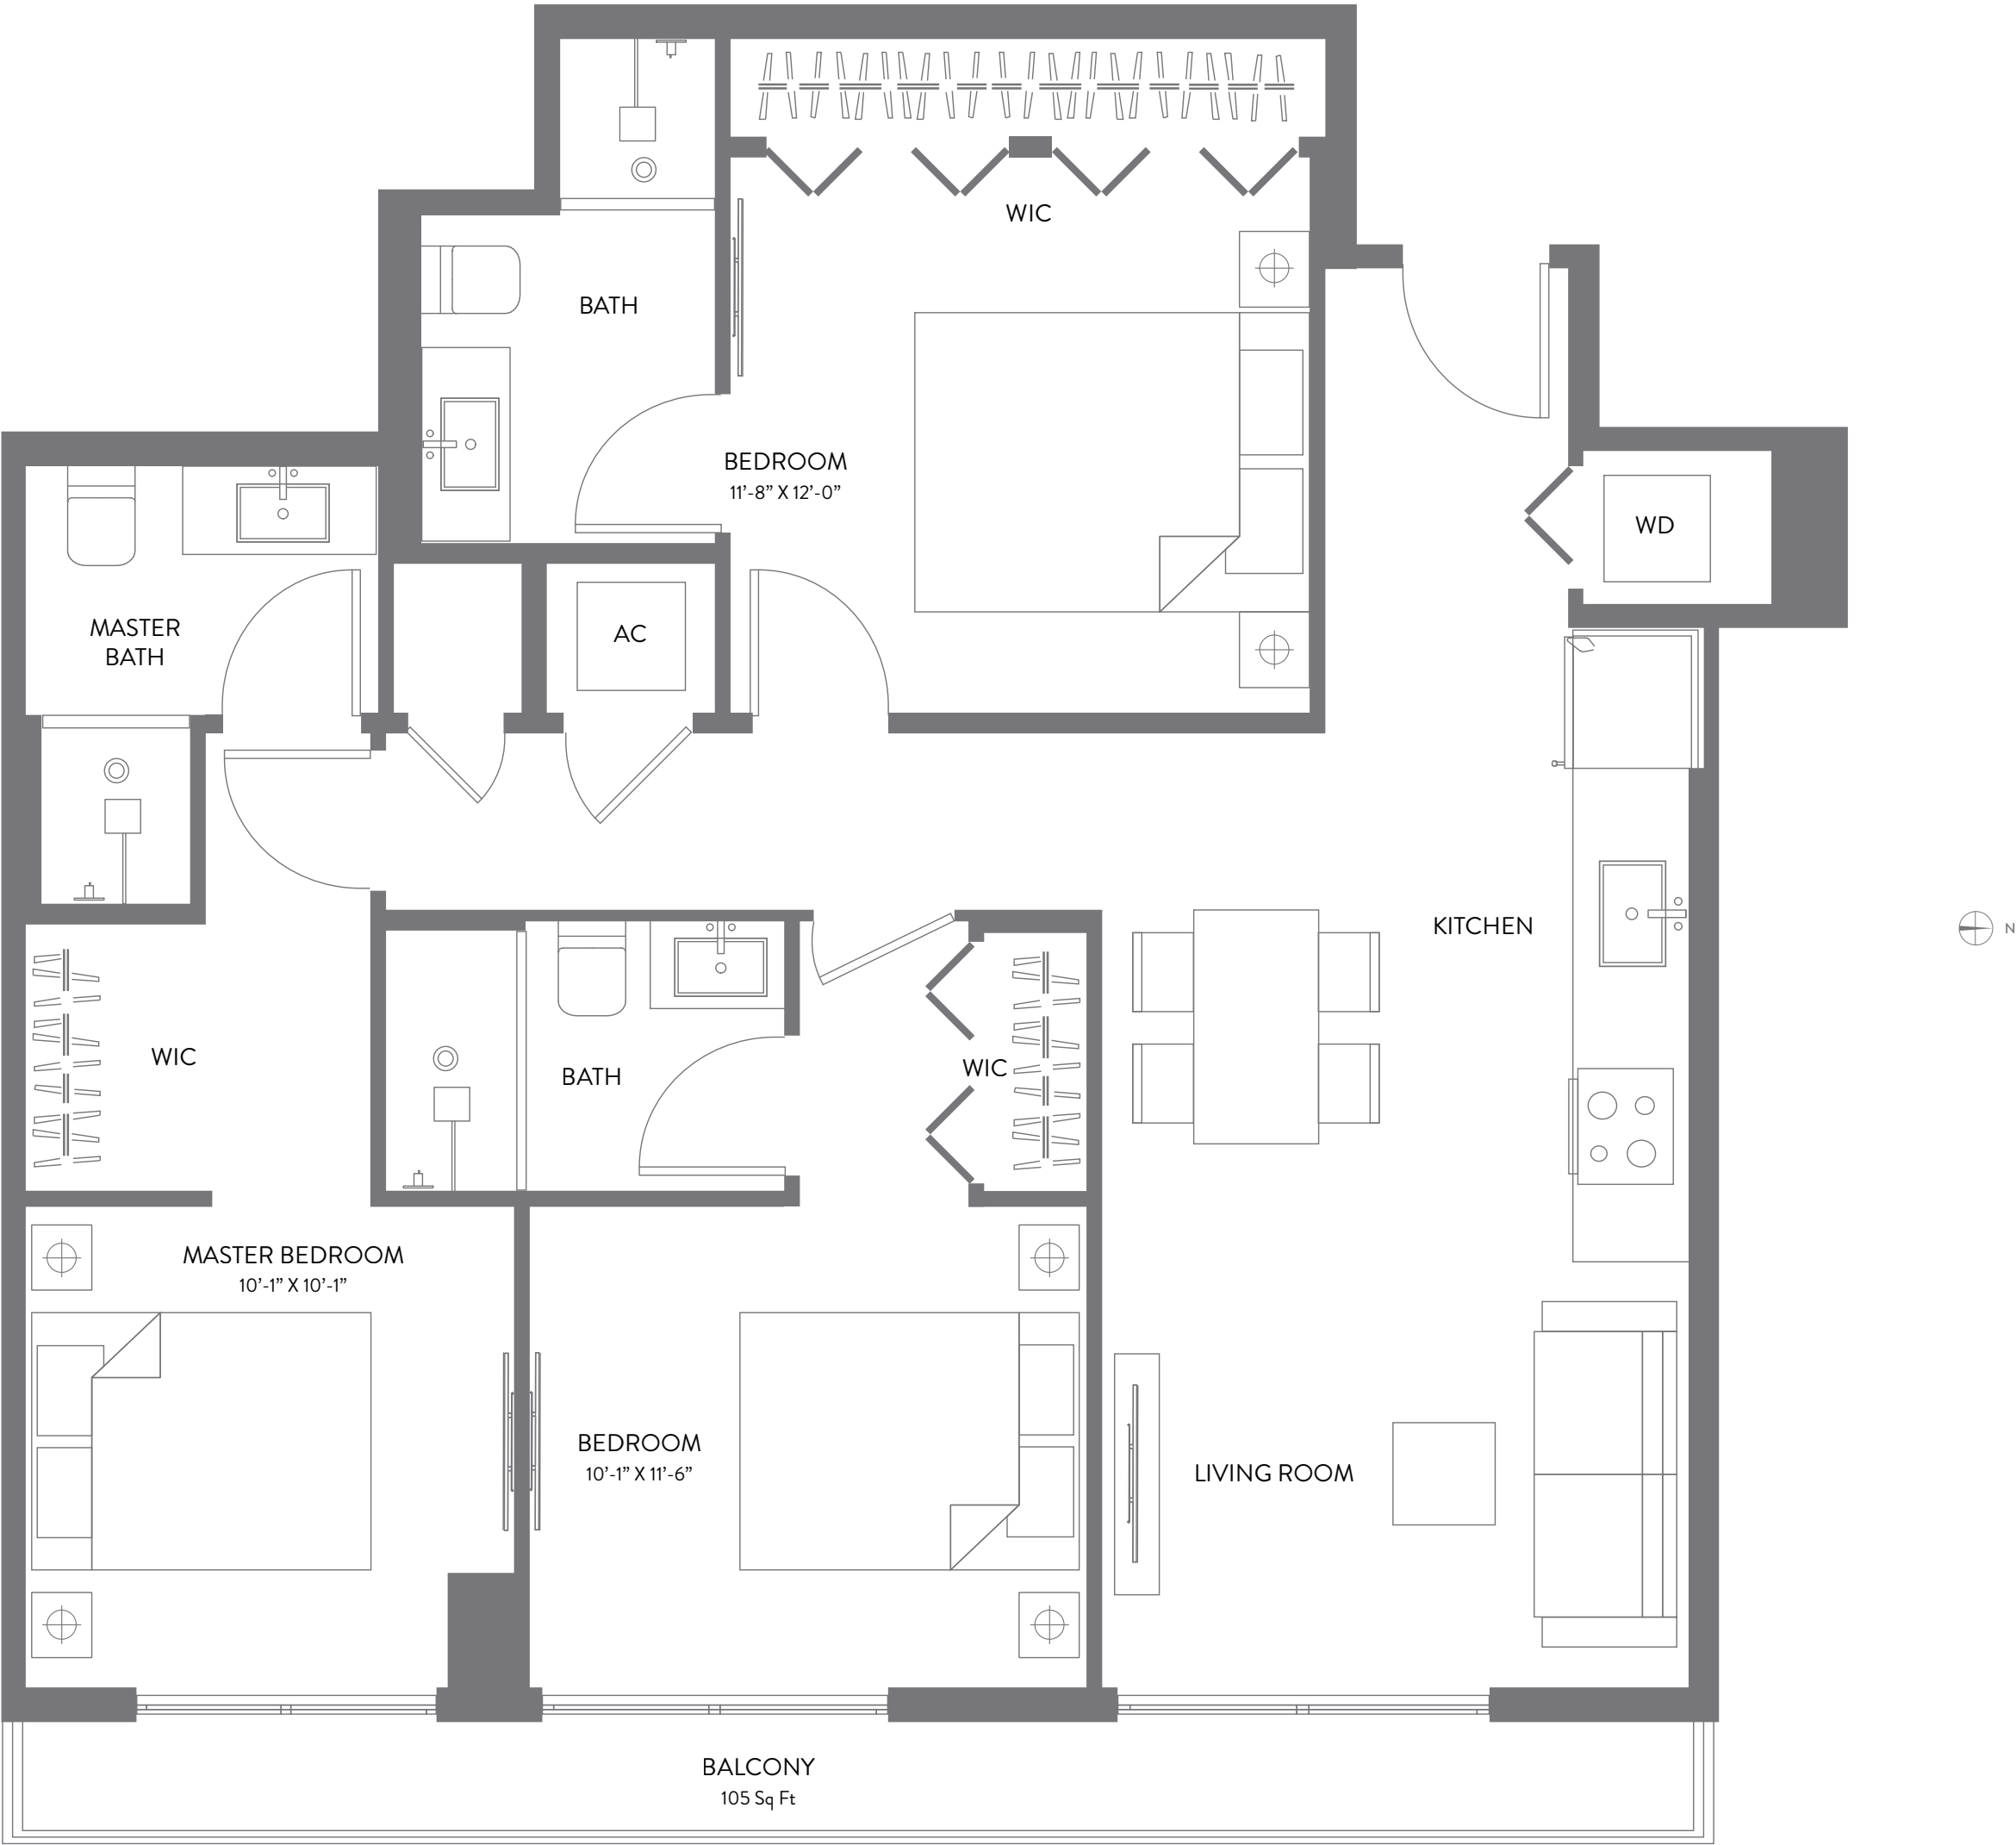 WIC
BATH
BEDROOM
11’-8” X 12’-0”
WD
MASTER
BATH
AC
KITCHEN
N
WIC
BATH
WIC
MASTER BEDROOM
10’-1” X 10’-1”
BEDROOM
10’-1” X 11’-6”
LIVING ROOM
BALCONY
105 Sq Ft